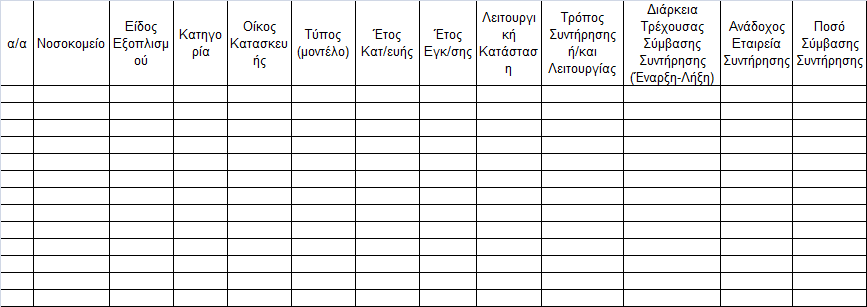 α/α
Νοσοκομείο
Είδος
Εξοπλισμ
ού
Κατηγο
ρία
Οίκος
Κατασκευ
ής
Τύπος
(μοντέλο)
Έτος
Κατ/ευής
Έτος
Εγκ/σης
Λειτουργι
κή
Κατάστασ
η
Τρόπος
Συντήρησης
ή/και
Λειτουργίας
Διάρκεια
Τρέχουσας
Σύμβασης
Συντήρησης
(Έναρξη-Λήξη)
Ανάδοχος
Εταιρεία
Συντήρησης
Ποσό
Σύμβασης
Συντήρησης